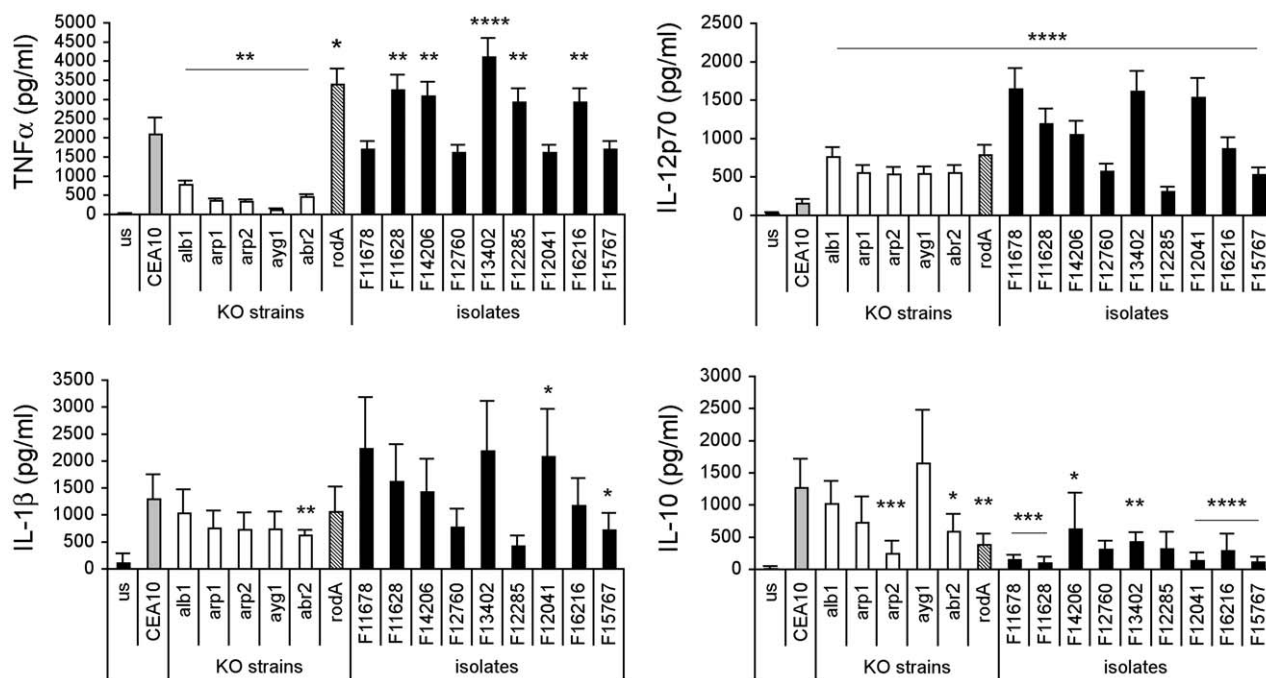 TNFα (pg/ml)
5000
4500
4000
3500
3000
2500
2000
1500
1000
500
0
**
*
**
**
****
**
**
us
CEA10
alb1
arp1
arp2
ayg1
abr2
rodA
F11678
F11628
F14206
F12760
F13402
F12285
F12041
F16216
F15767
KO strains
isolates
IL-12p70 (pg/ml)
2500
2000
1500
1000
500
0
****
us
CEA10
alb1
arp1
arp2
ayg1
abr2
rodA
F11678
F11628
F14206
F12760
F13402
F12285
F12041
F16216
F15767
KO strains
isolates
IL-1β (pg/ml)
3500
3000
2500
2000
1500
1000
500
0
**
*
*
us
CEA10
alb1
arp1
arp2
ayg1
abr2
rodA
F11678
F11628
F14206
F12760
F13402
F12285
F12041
F16216
F15767
KO strains
isolates
IL-10 (pg/ml)
3000
2500
2000
1500
1000
500
0
***
*
**
***
*
**
****
us
CEA10
alb1
arp1
arp2
ayg1
abr2
rodA
F11678
F11628
F14206
F12760
F13402
F12285
F12041
F16216
F15767
KO strains
isolates